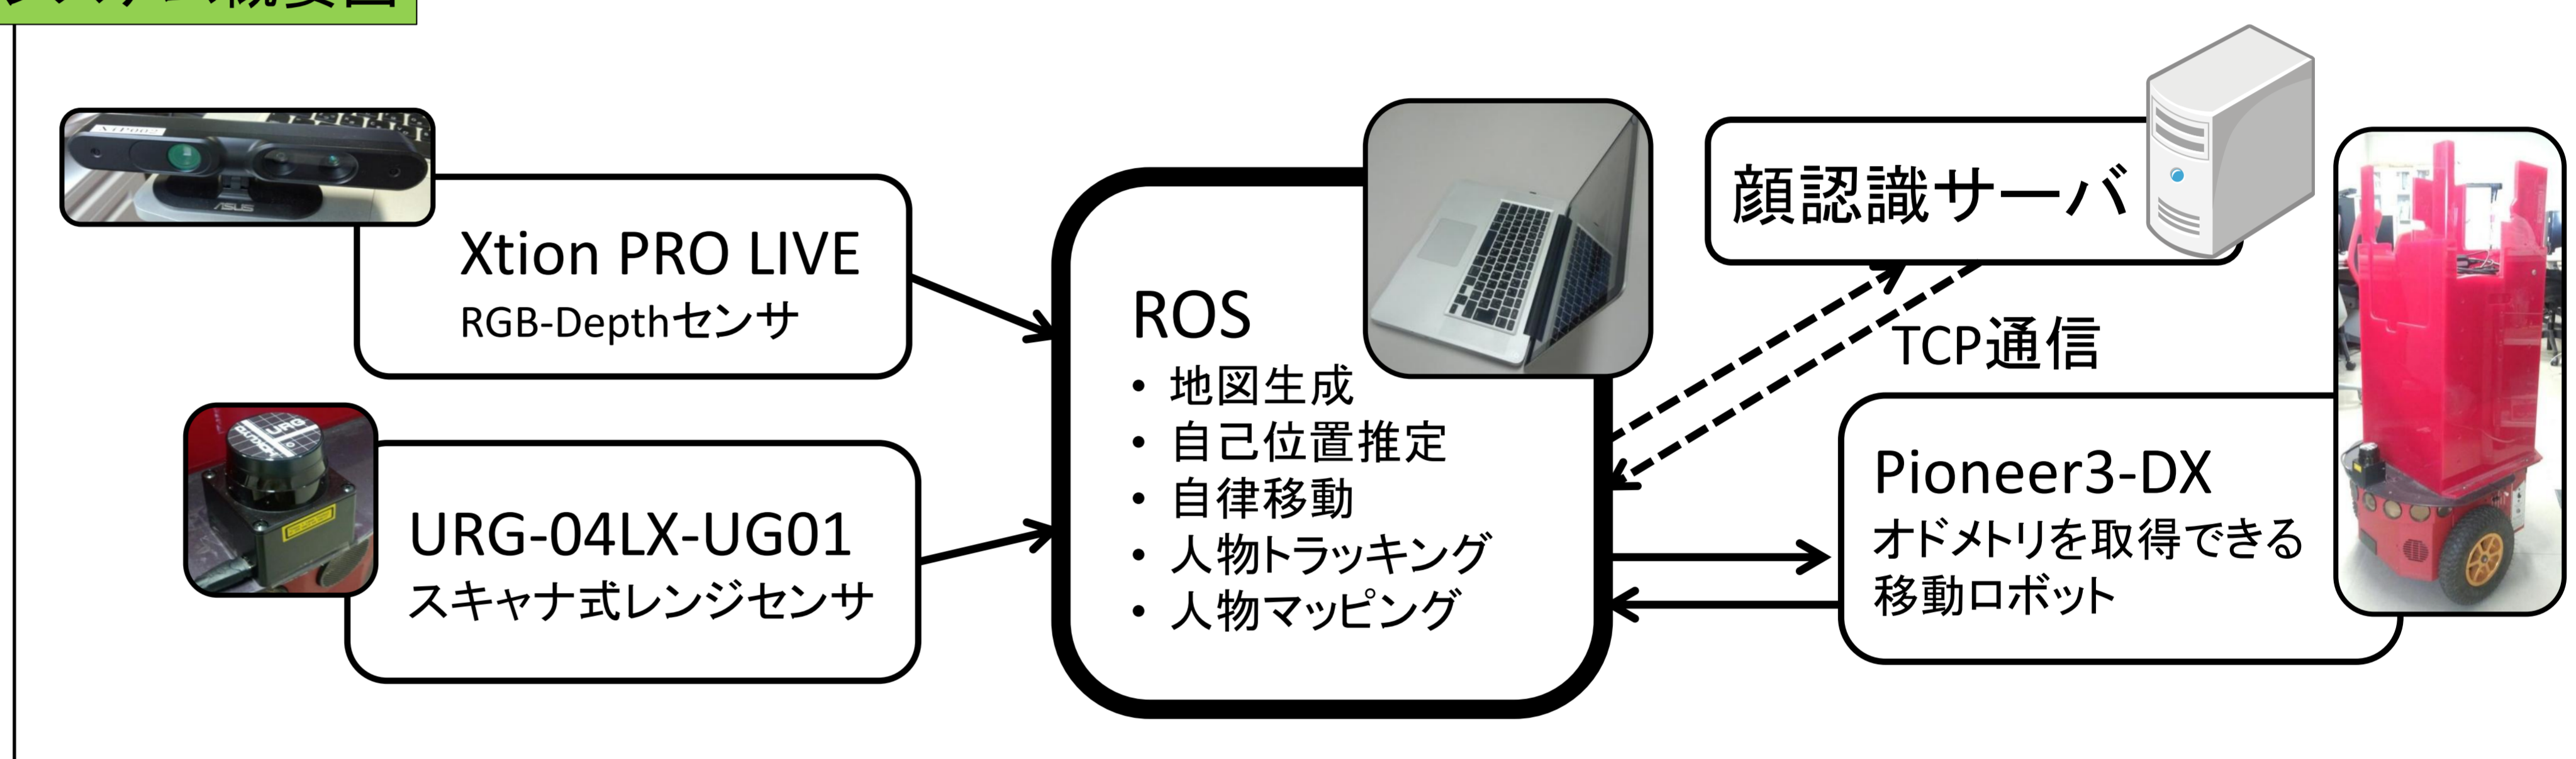 Xtion PRO LIVE
RGB-Depthセンサ
ASUS
URG-04LX-UG01
スキャナ式レンジセンサ
URG
ROS
• 地図生成
• 自己位置推定
• 自律移動
• 人物トラッキング
• 人物マッピング
顔認識サーバ
TCP通信
Pioneer3-DX
オドメトリを取得できる
移動ロボット